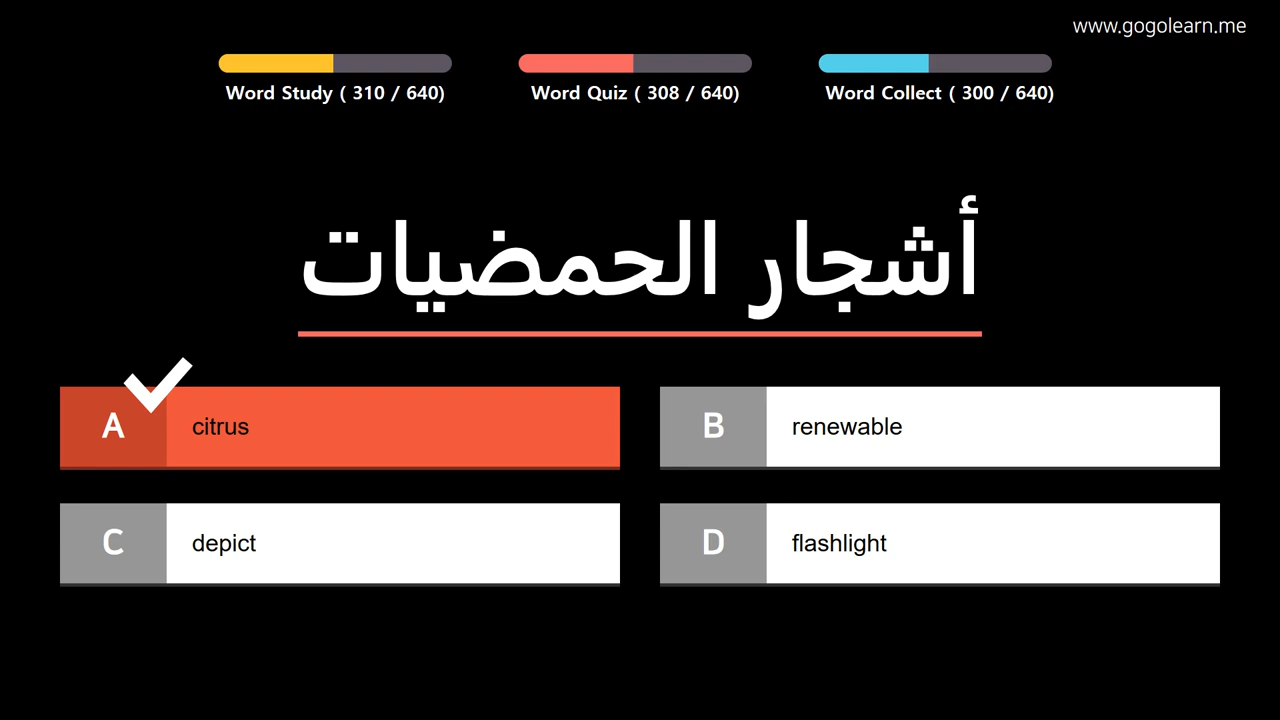 www.gogolearn.me
Word Study ( 310 / 640)
Word Quiz ( 308 / 640)
Word Collect ( 300 / 640)
أشجار الحمضيات
A citrus
B renewable
C depict
D flashlight